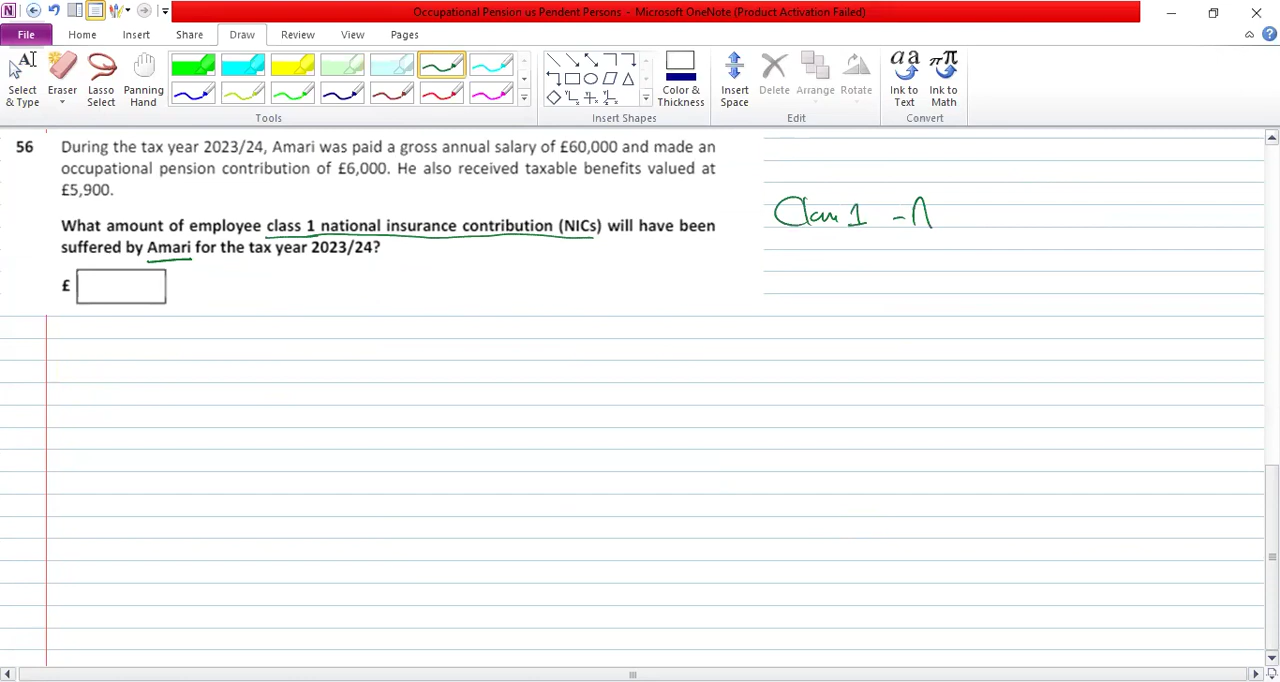 Occupational Pension us Pendent Persons - Microsoft OneNote (Product Activation Failed)
File Home Insert Share Draw Review View Pages
Select & Type
Eraser
Lasso Select
Panning Hand
Color & Thickness
Insert Space
Delete
Arrange
Rotate
Ink to Text
Ink to Math
Tools Insert Shapes Edit Convert
56 During the tax year 2023/24, Amari was paid a gross annual salary of £60,000 and made an
occupational pension contribution of £6,000. He also received taxable benefits valued at
£5,900.
What amount of employee class 1 national insurance contribution (NICs) will have been
suffered by Amari for the tax year 2023/24?
£
Class 1 -